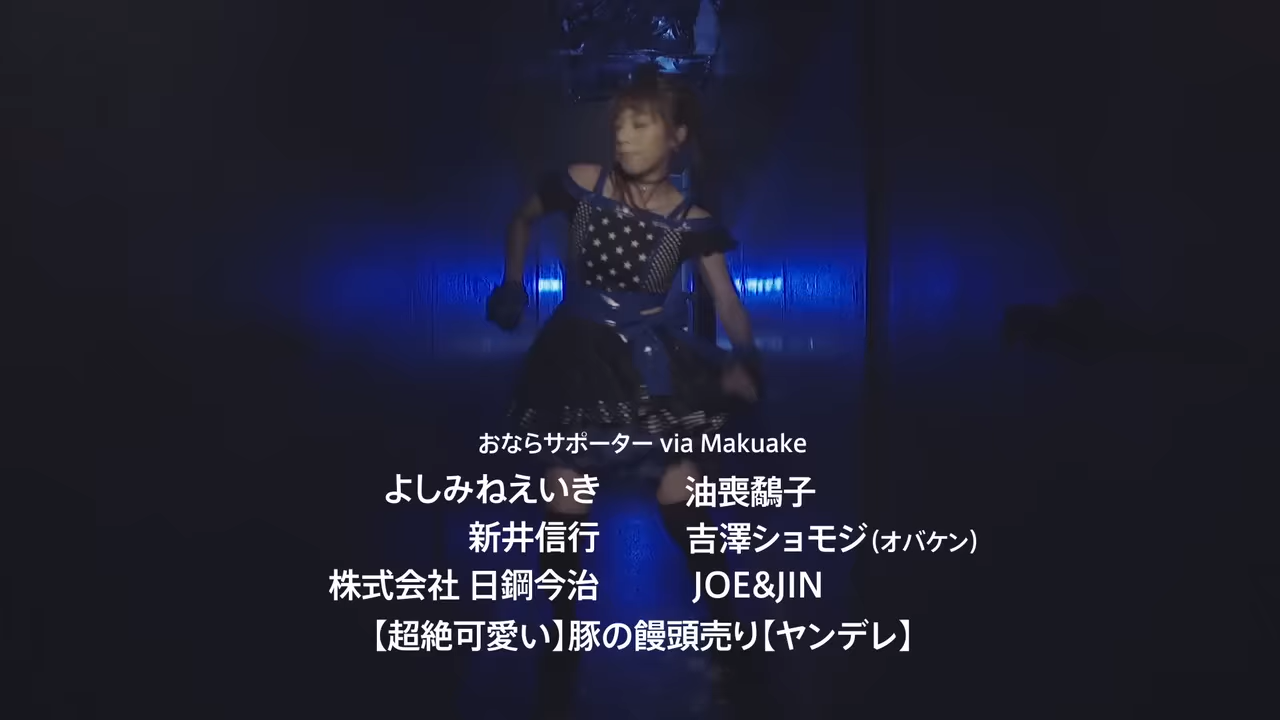 おならサポーター via Makuake
よしみねえいき 油喪鷸子
新井信行 吉澤ショモジ(オバケン)
株式会社 日鋼今治 JOE&JIN
【超絶可愛い】豚の饅頭売り【ヤンデレ】